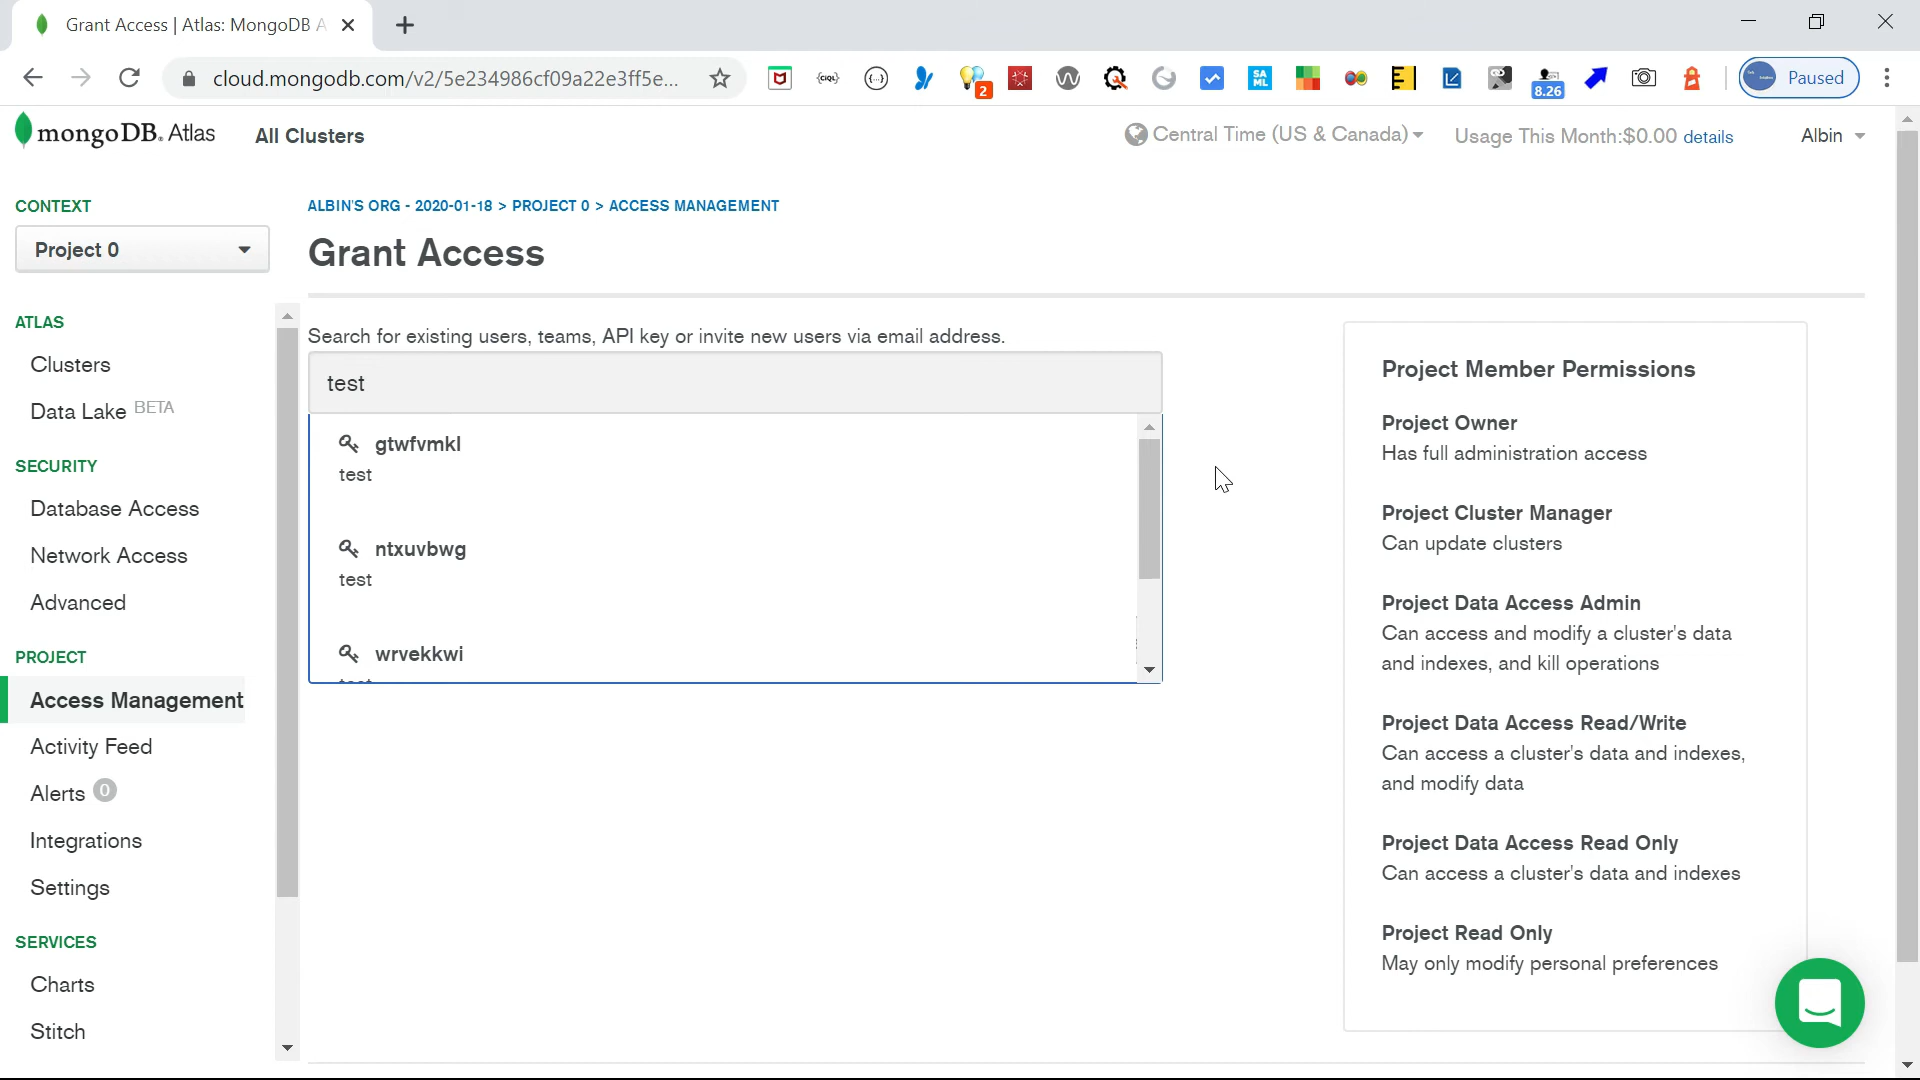 Grant Access | Atlas: MongoDB A
cloud.mongodb.com/v2/5e234986cf09a22e3ff5e...
2
SA
ML
8.26
Paused
mongoDB. Atlas
All Clusters
Central Time (US & Canada)
Usage This Month:$0.00 details
Albin
CONTEXT
Project 0
ATLAS
Clusters
Data Lake BETA
SECURITY
Database Access
Network Access
Advanced
PROJECT
Access Management
Activity Feed
Alerts 0
Integrations
Settings
SERVICES
Charts
Stitch
ALBIN'S ORG - 2020-01-18 > PROJECT 0 > ACCESS MANAGEMENT
Grant Access
Search for existing users, teams, API key or invite new users via email address.
test
gtwfvmkl
test
ntxuvbwg
test
wrvekkwi
Project Member Permissions
Project Owner
Has full administration access
Project Cluster Manager
Can update clusters
Project Data Access Admin
Can access and modify a cluster's data
and indexes, and kill operations
Project Data Access Read/Write
Can access a cluster's data and indexes,
and modify data
Project Data Access Read Only
Can access a cluster's data and indexes
Project Read Only
May only modify personal preferences